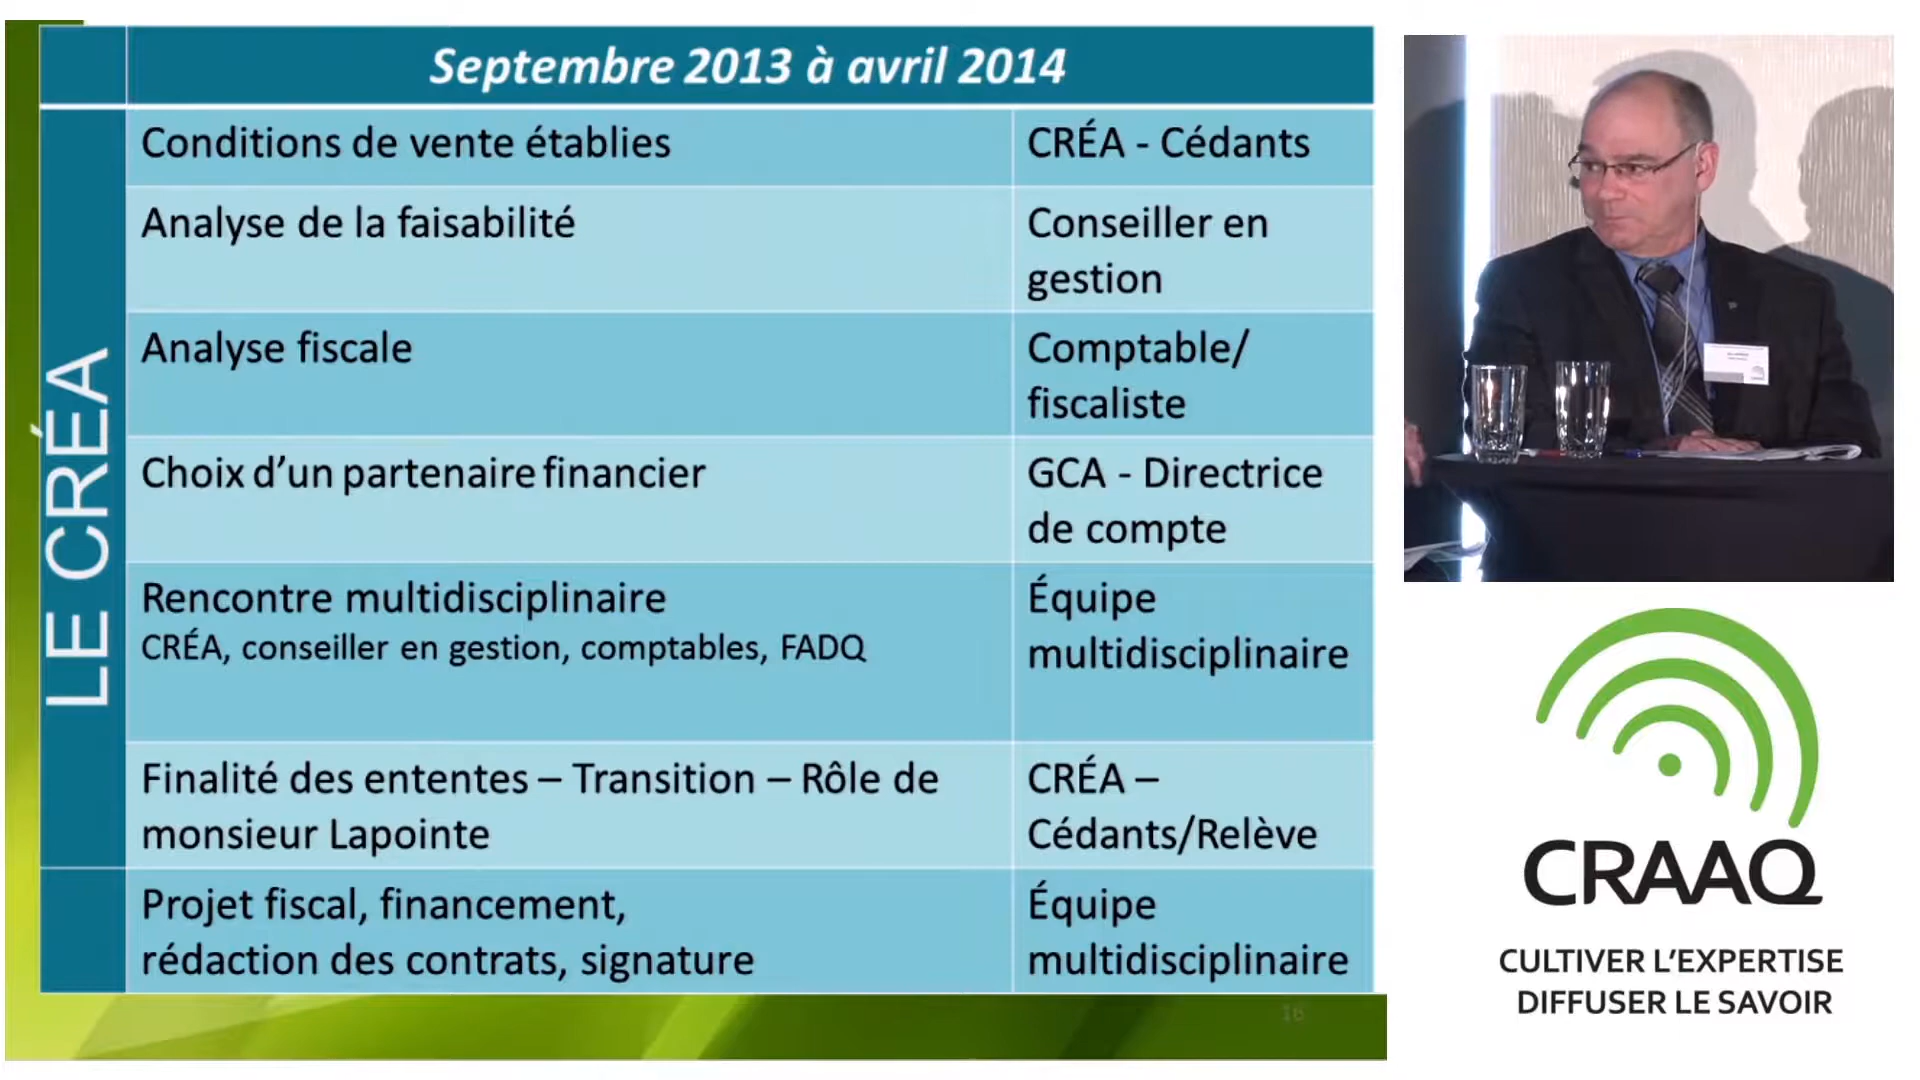 Septembre 2013 à avril 2014
LE CRÉA
Conditions de vente établies
CRÉA - Cédants
Analyse de la faisabilité
Conseiller en
gestion
Analyse fiscale
Comptable/
fiscaliste
Choix d'un partenaire financier
GCA - Directrice
de compte
Rencontre multidisciplinaire
CRÉA, conseiller en gestion, comptables, FADQ
Équipe
multidisciplinaire
Finalité des ententes – Transition – Rôle de
monsieur Lapointe
CRÉA –
Cédants/Relève
Projet fiscal, financement,
rédaction des contrats, signature
Équipe
multidisciplinaire
16
CRAAQ
CULTIVER L'EXPERTISE
DIFFUSER LE SAVOIR